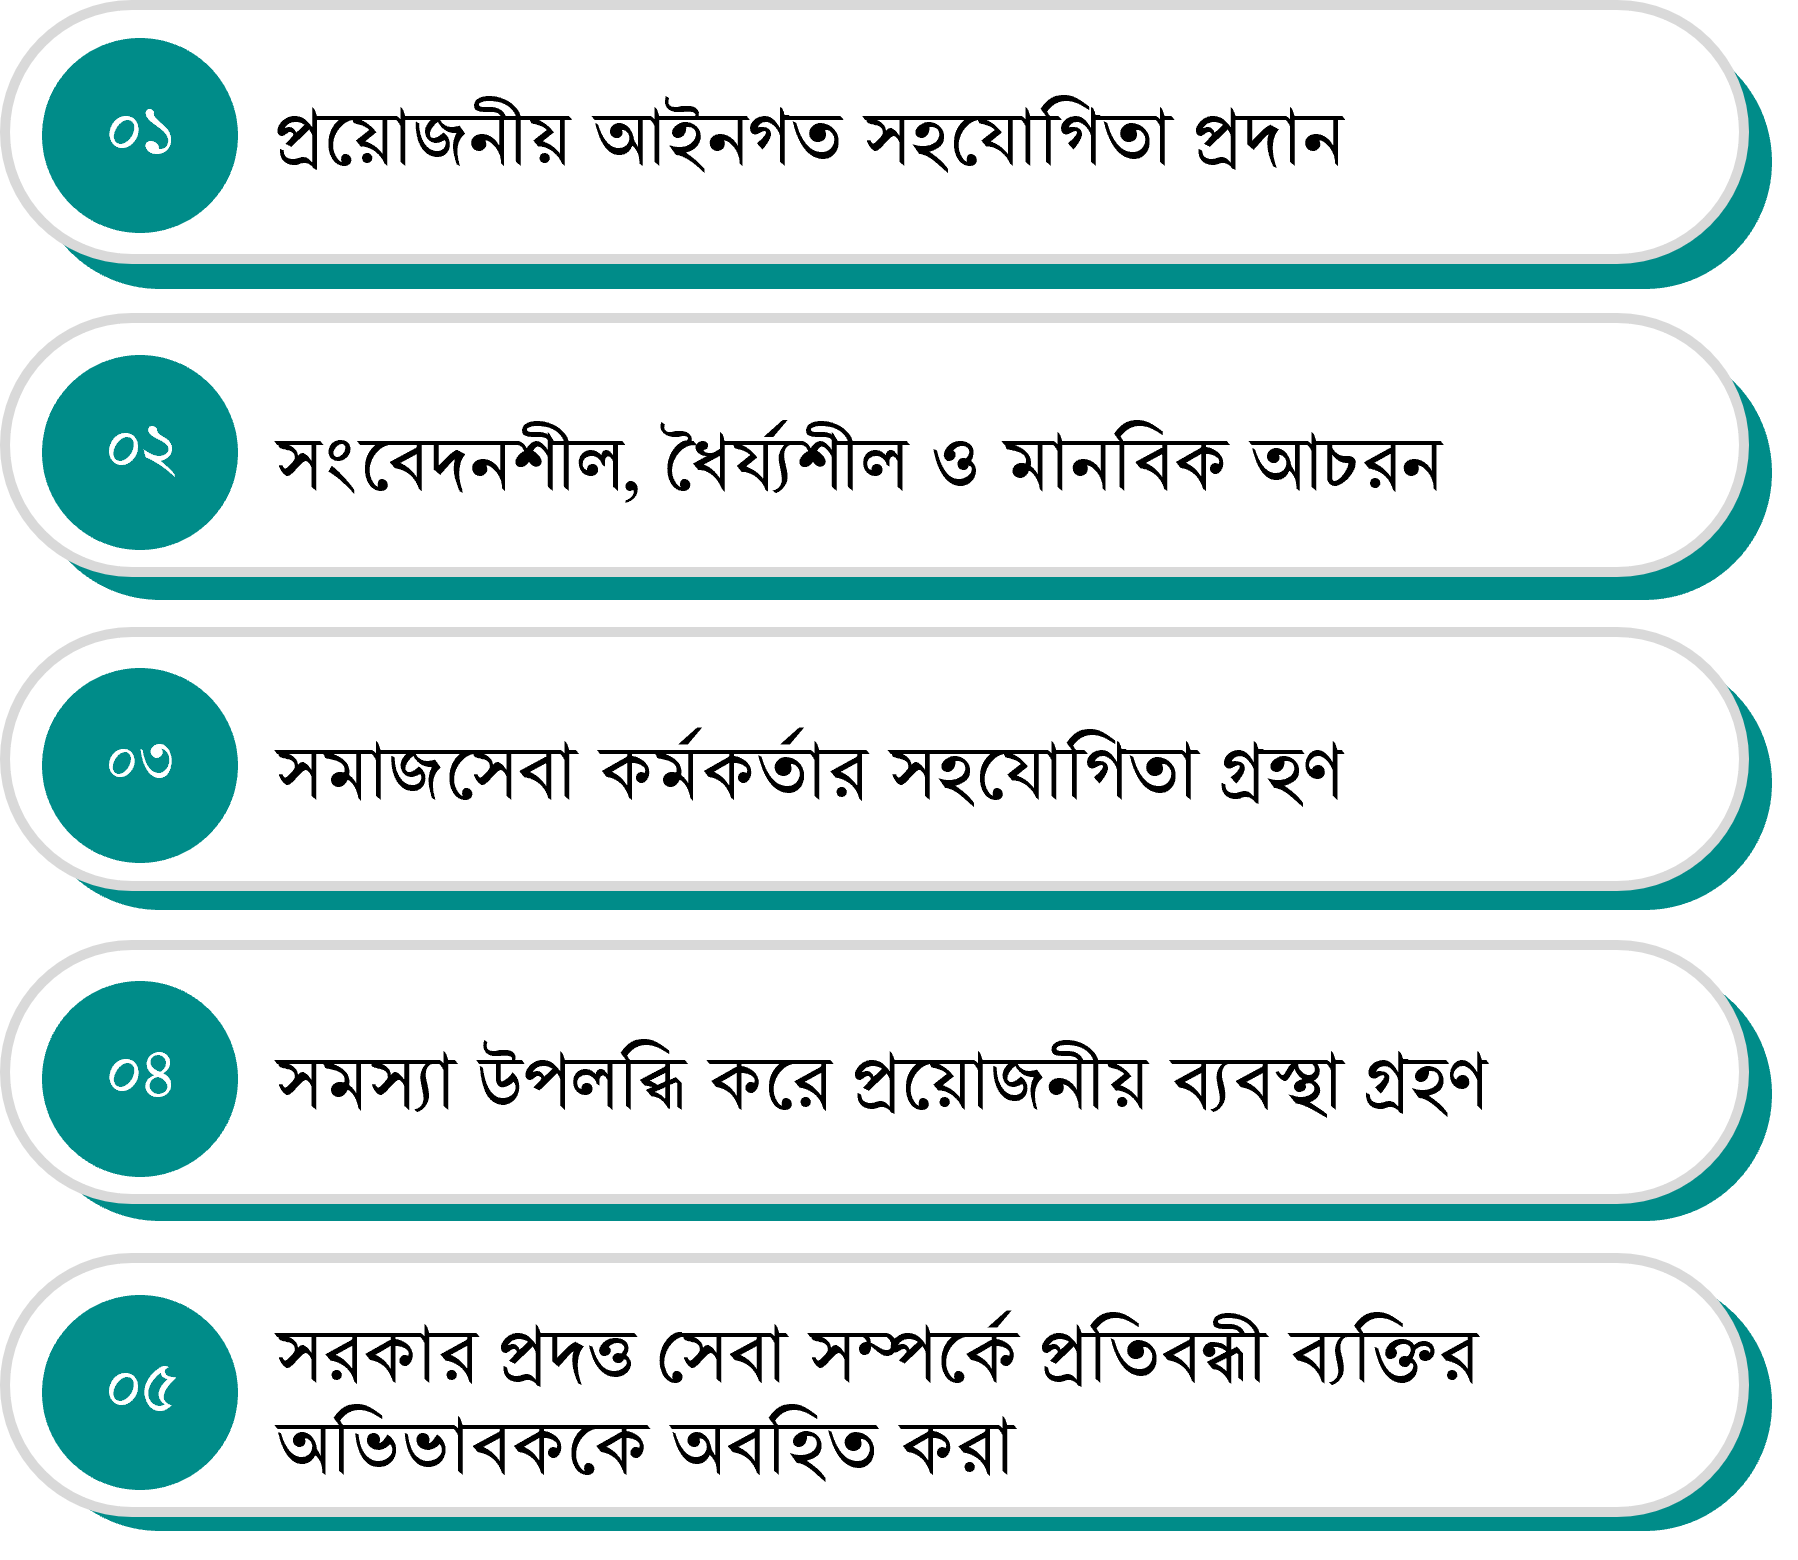 ০১ প্রয়োজনীয় আইনগত সহযোগিতা প্রদান
০২ সংবেদনশীল, ধৈর্য্যশীল ও মানবিক আচরন
০৩ সমাজসেবা কর্মকর্তার সহযোগিতা গ্রহণ
০৪ সমস্যা উপলব্ধি করে প্রয়োজনীয় ব্যবস্থা গ্রহণ
০৫ সরকার প্রদত্ত সেবা সম্পর্কে প্রতিবন্ধী ব্যক্তির
অভিভাবককে অবহিত করা